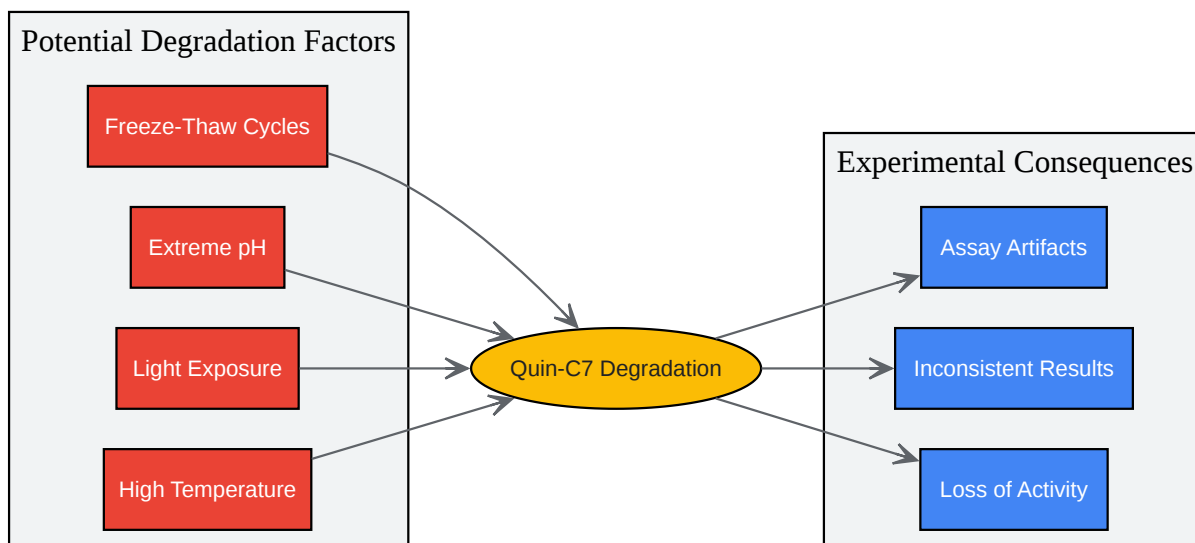 Potential Degradation Factors
Freeze-Thaw Cycles
Extreme pH
Light Exposure
High Temperature
Quin-C7 Degradation
Experimental Consequences
Assay Artifacts
Inconsistent Results
Loss of Activity